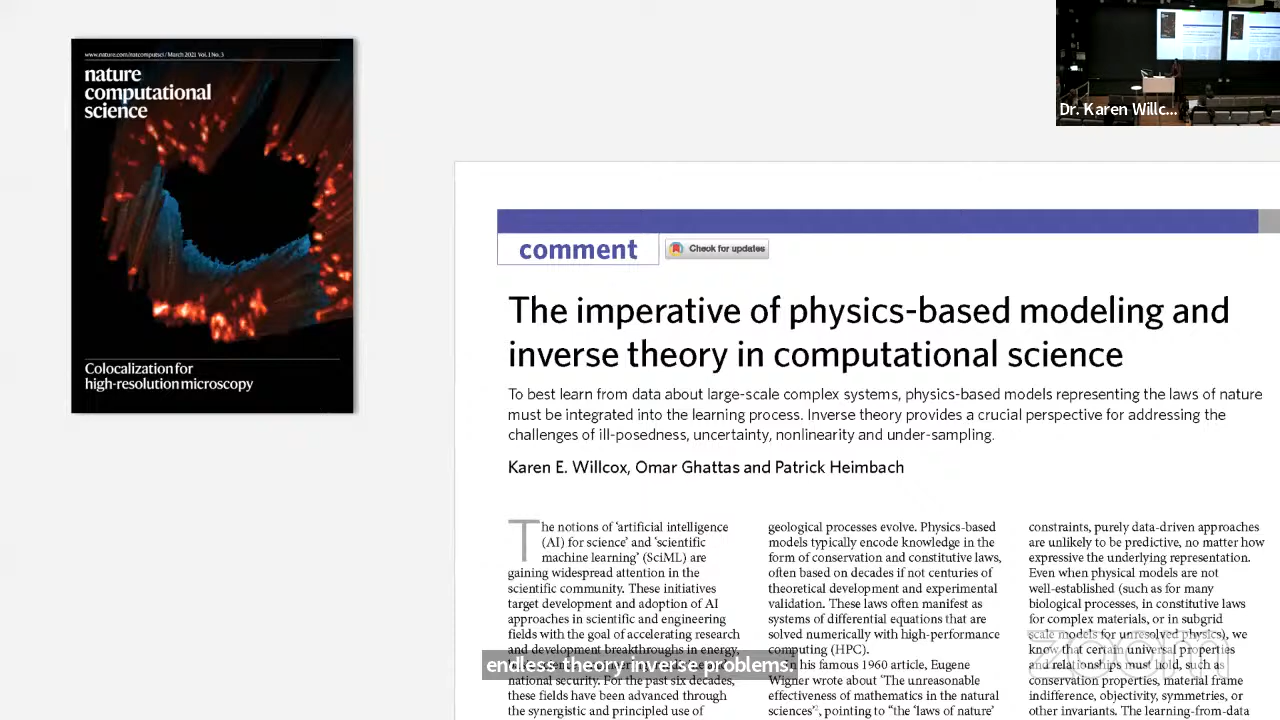 www.nature.com/natcomputsci / March 2021 Vol. 1 No. 3
nature
computational
science
Colocalization for
high-resolution microscopy
Dr. Karen Willc...
comment
Check for updates
The imperative of physics-based modeling and
inverse theory in computational science
To best learn from data about large-scale complex systems, physics-based models representing the laws of nature
must be integrated into the learning process. Inverse theory provides a crucial perspective for addressing the
challenges of ill-posedness, uncertainty, nonlinearity and under-sampling.
Karen E. Willcox, Omar Ghattas and Patrick Heimbach
The notions of ‘artificial intelligence
(AI) for science’ and ‘scientific
machine learning’ (SciML) are
gaining widespread attention in the
scientific community. These initiatives
target development and adoption of AI
approaches in scientific and engineering
fields with the goal of accelerating research
and development breakthroughs in energy,
national security. For the past six decades,
these fields have been advanced through
the synergistic and principled use of
geological processes evolve. Physics-based
models typically encode knowledge in the
form of conservation and constitutive laws,
often based on decades if not centuries of
theoretical development and experimental
validation. These laws often manifest as
systems of differential equations that are
solved numerically with high-performance
computing (HPC).
In his famous 1960 article, Eugene
Wigner wrote about ‘The unreasonable
effectiveness of mathematics in the natural
sciences’², pointing to “the ‘laws of nature’
constraints, purely data-driven approaches
are unlikely to be predictive, no matter how
expressive the underlying representation.
Even when physical models are not
well-established (such as for many
biological processes, in constitutive laws
for complex materials, or in subgrid
scale models for unresolved physics), we
know that certain universal properties
and relationships must hold, such as
conservation properties, material frame
indifference, objectivity, symmetries, or
other invariants. The learning-from-data
endless theory inverse problems.
zoom